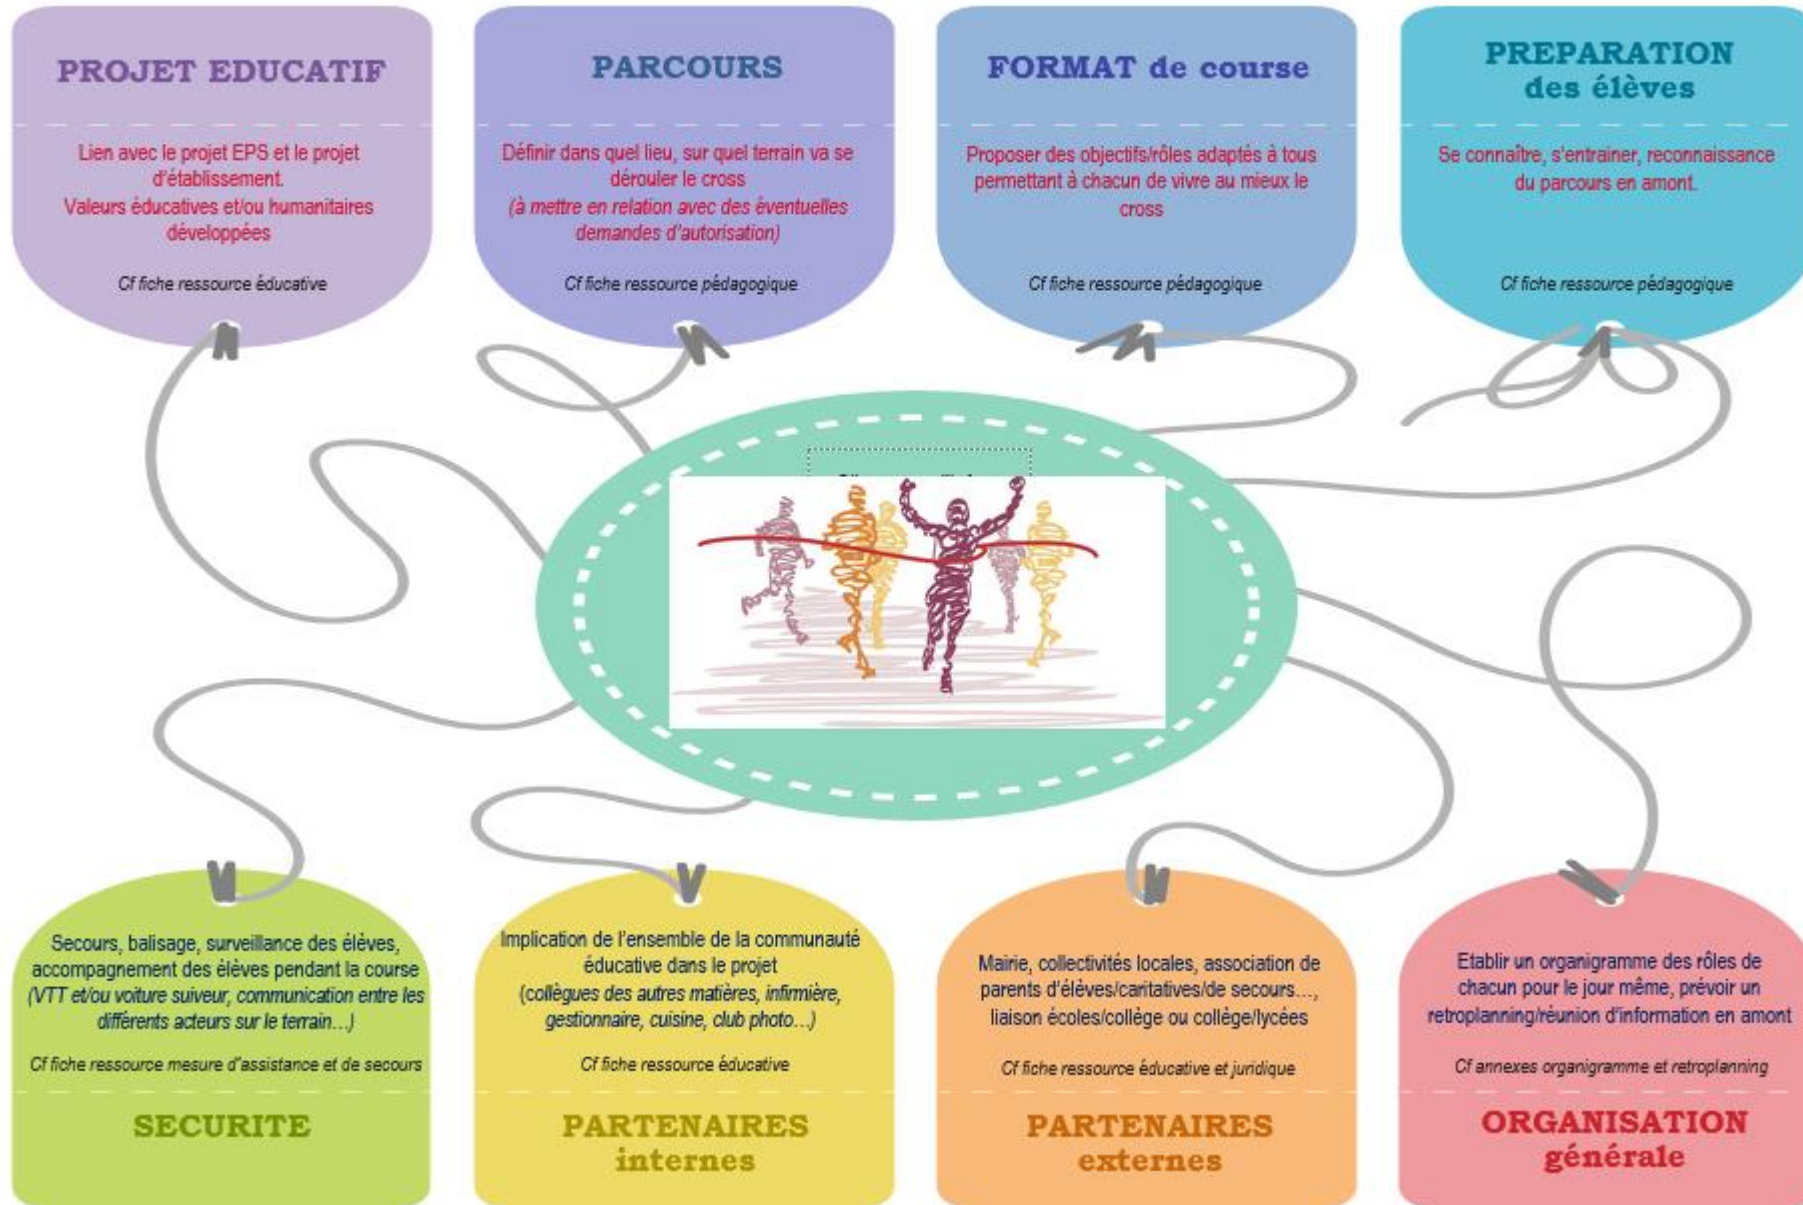 PROJET EDUCATIF
Lien avec le projet EPS et le projet
d'établissement.
Valeurs éducatives et/ou humanitaires
développées
Cf fiche ressource éducative
PARCOURS
Définir dans quel lieu, sur quel terrain va se
dérouler le cross
(à mettre en relation avec des éventuelles
demandes d'autorisation)
Cf fiche ressource pédagogique
FORMAT de course
Proposer des objectifs/rôles adaptés à tous
permettant à chacun de vivre au mieux le
cross
Cf fiche ressource pédagogique
PREPARATION
des élèves
Se connaître, s'entrainer, reconnaissance
du parcours en amont.
Cf fiche ressource pédagogique
Secours, balisage, surveillance des élèves,
accompagnement des élèves pendant la course
(VTT et/ou voiture suiveur, communication entre les
différents acteurs sur le terrain…)
Cf fiche ressource mesure d'assistance et de secours
SECURITE
Implication de l'ensemble de la communauté
éducative dans le projet
(collègues des autres matières, infirmière,
gestionnaire, cuisine, club photo…)
Cf fiche ressource éducative
PARTENAIRES
internes
Mairie, collectivités locales, association de
parents d'élèves/caritatives/de secours…,
liaison écoles/collège ou collège/lycées
Cf fiche ressource éducative et juridique
PARTENAIRES
externes
Etablir un organigramme des rôles de
chacun pour le jour même, prévoir un
retroplanning/réunion d'information en amont
Cf annexes organigramme et retroplanning
ORGANISATION
générale